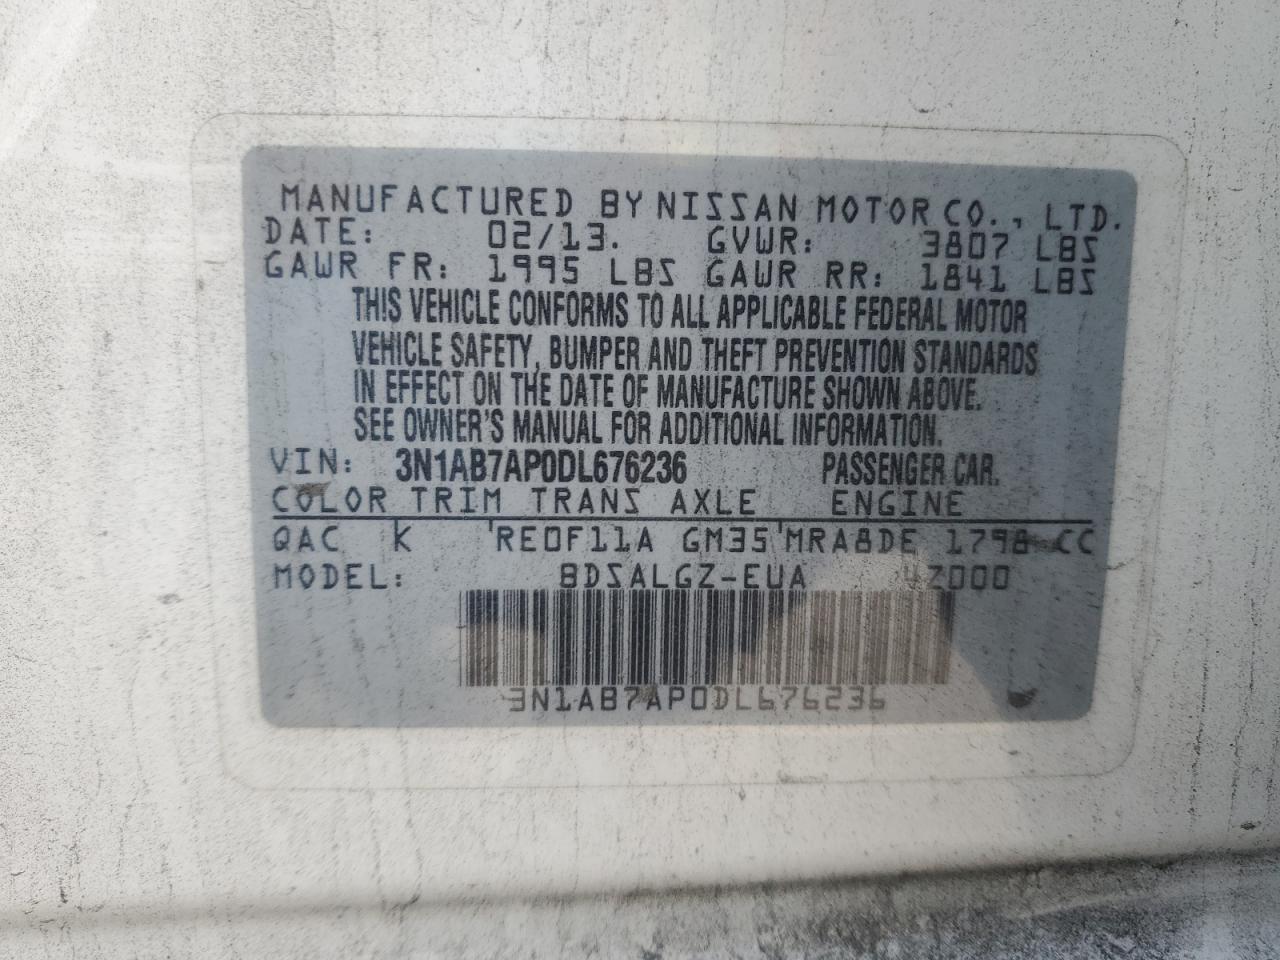 MANUFACTURED BY NISSAN MOTOR CO., LTD.
DATE: 02/13. GVWR: 3807 LBS
GAWR FR: 1995 LBS GAWR RR: 1841 LBS
THIS VEHICLE CONFORMS TO ALL APPLICABLE FEDERAL MOTOR
VEHICLE SAFETY, BUMPER AND THEFT PREVENTION STANDARDS
IN EFFECT ON THE DATE OF MANUFACTURE SHOWN ABOVE.
SEE OWNER'S MANUAL FOR ADDITIONAL INFORMATION.
VIN: 3N1AB7AP0DL676236 PASSENGER CAR.
COLOR TRIM TRANS AXLE ENGINE
QAC K 'RE0F11A GM35'MRA8DE 1798 CC
MODEL: BDSALGZ-EUA 4Z000
3N1AB7AP0DL676236